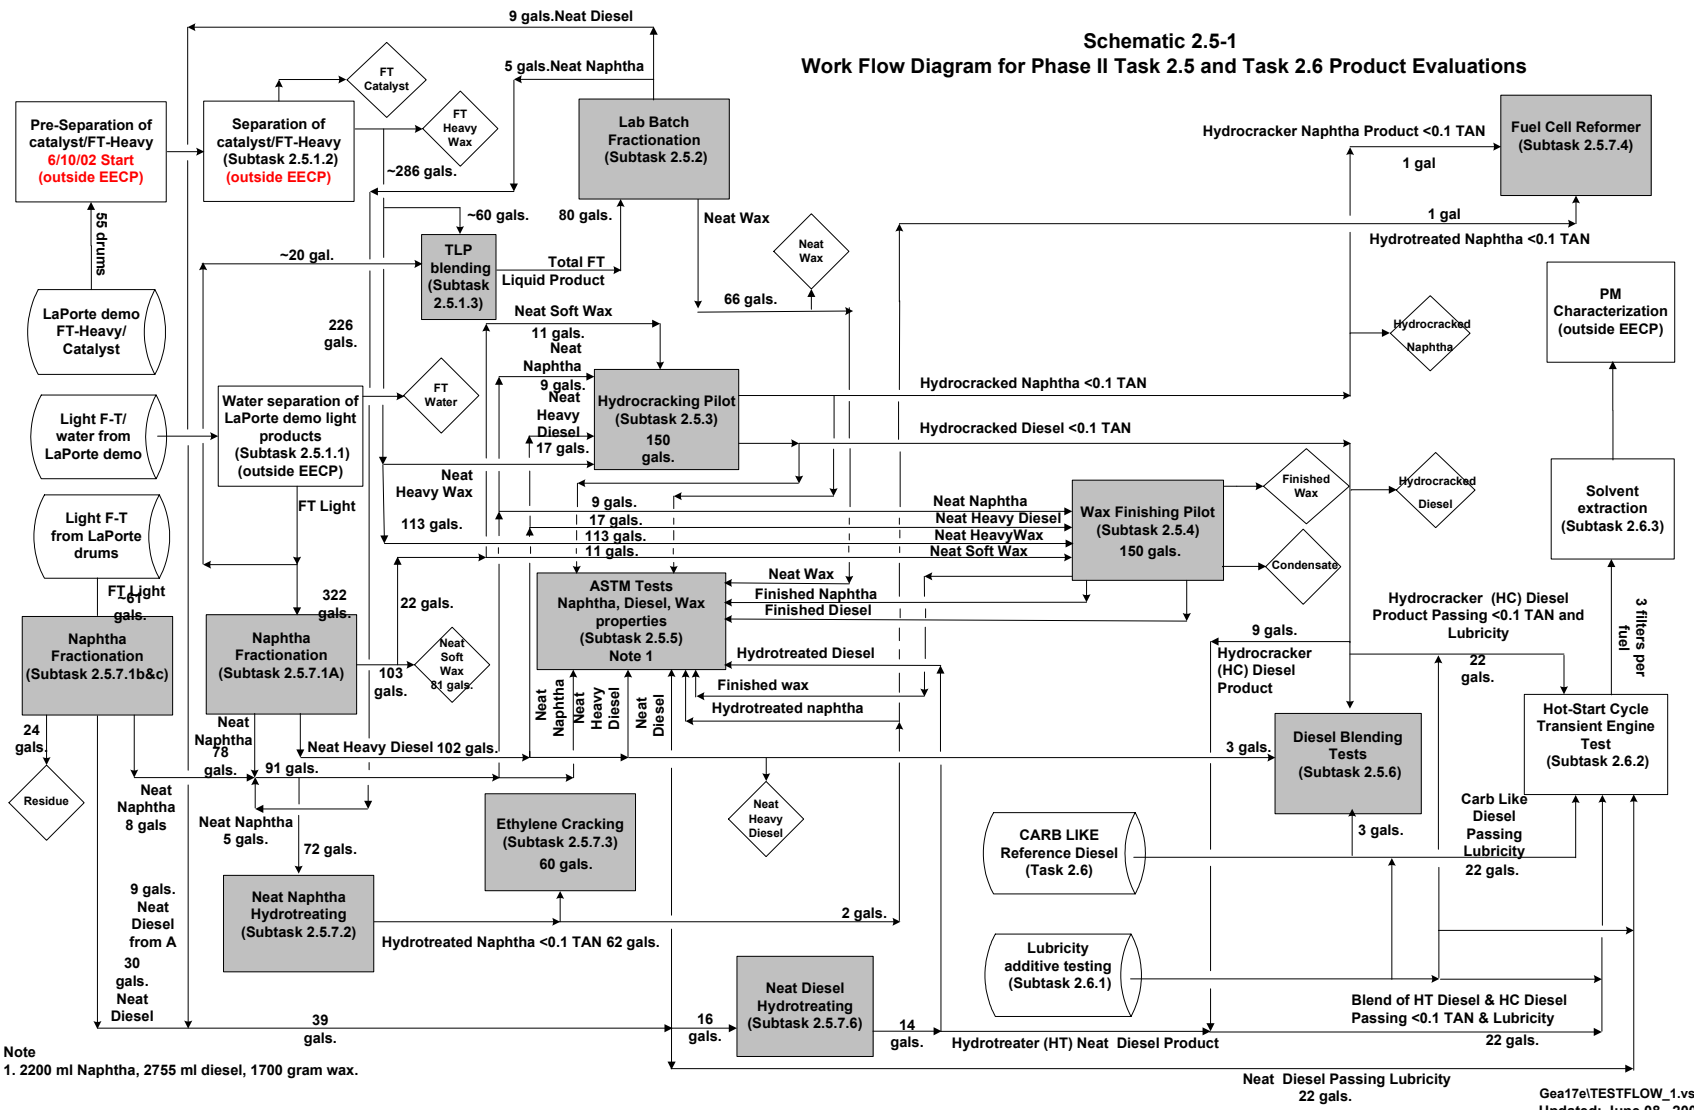 Schematic 2.5-1
Work Flow Diagram for Phase II Task 2.5 and Task 2.6 Product Evaluations
9 gals.Neat Diesel
5 gals.Neat Naphtha
FT
Catalyst
FT
Heavy
Wax
Pre-Separation of
catalyst/FT-Heavy
6/10/02 Start
(outside EECP)
Separation of
catalyst/FT-Heavy
(Subtask 2.5.1.2)
(outside EECP)
~286 gals.
Lab Batch
Fractionation
(Subtask 2.5.2)
Hydrocracker Naphtha Product <0.1 TAN
1 gal
Fuel Cell Reformer
(Subtask 2.5.7.4)
1 gal
Hydrotreated Naphtha <0.1 TAN
55 drums
~60 gals.
80 gals.
Neat Wax
Neat
Wax
~20 gal.
TLP
blending
(Subtask
2.5.1.3)
Total FT
Liquid Product
66 gals.
LaPorte demo
FT-Heavy/
Catalyst
226
gals.
Neat Soft Wax
11 gals.
Neat
Naphtha
9 gals.
Neat
Heavy
Diesel
17 gals.
PM
Characterization
(outside EECP)
Hydrocracked
Naphtha
FT
Water
Light F-T/
water from
LaPorte demo
Water separation of
LaPorte demo light
products
(Subtask 2.5.1.1)
(outside EECP)
Hydrocracking Pilot
(Subtask 2.5.3)
150
gals.
Hydrocracked Naphtha <0.1 TAN
Hydrocracked Diesel <0.1 TAN
Neat
Heavy Wax
113 gals.
FT Light
Light F-T
from LaPorte
drums
FT Light
~61
gals.
9 gals.
17 gals.
113 gals.
11 gals.
Neat Naphtha
Neat Heavy Diesel
Neat HeavyWax
Neat Soft Wax
Wax Finishing Pilot
(Subtask 2.5.4)
150 gals.
Finished
Wax
Condensate
Hydrocracked
Diesel
Solvent
extraction
(Subtask 2.6.3)
322
gals.
22 gals.
ASTM Tests
Naphtha, Diesel, Wax
properties
(Subtask 2.5.5)
Note 1
Neat Wax
Finished Naphtha
Finished Diesel
Hydrotreated Diesel
Finished wax
Hydrotreated naphtha
Hydrocracker (HC) Diesel
Product Passing <0.1 TAN and
Lubricity
3 filters per
fuel
22
gals.
9 gals.
Hydrocracker
(HC) Diesel
Product
Naphtha
Fractionation
(Subtask 2.5.7.1b&c)
Naphtha
Fractionation
(Subtask 2.5.7.1A)
Neat
Soft
Wax
81 gals.
103
gals.
Neat
Naphtha
Neat
Heavy
Diesel
Neat
Diesel
Hot-Start Cycle
Transient Engine
Test
(Subtask 2.6.2)
24
gals.
Neat
Naphtha
78
gals.
Neat Heavy Diesel 102 gals.
91 gals.
3 gals.
Diesel Blending
Tests
(Subtask 2.5.6)
Residue
Neat
Naphtha
8 gals
Neat Naphtha
5 gals.
Ethylene Cracking
(Subtask 2.5.7.3)
60 gals.
Neat
Heavy
Diesel
CARB LIKE
Reference Diesel
(Task 2.6)
3 gals.
Carb Like
Diesel
Passing
Lubricity
22 gals.
72 gals.
Neat Naphtha
Hydrotreating
(Subtask 2.5.7.2)
9 gals.
Neat
Diesel
from A
2 gals.
Hydrotreated Naphtha <0.1 TAN 62 gals.
30
gals.
Neat
Diesel
Lubricity
additive testing
(Subtask 2.6.1)
Neat Diesel
Hydrotreating
(Subtask 2.5.7.6)
39
gals.
16
gals.
14
gals.
Hydrotreater (HT) Neat Diesel Product
Blend of HT Diesel & HC Diesel
Passing <0.1 TAN & Lubricity
22 gals.
Note
1. 2200 ml Naphtha, 2755 ml diesel, 1700 gram wax.
Neat Diesel Passing Lubricity
22 gals.
Gea17e\TESTFLOW_1.vs